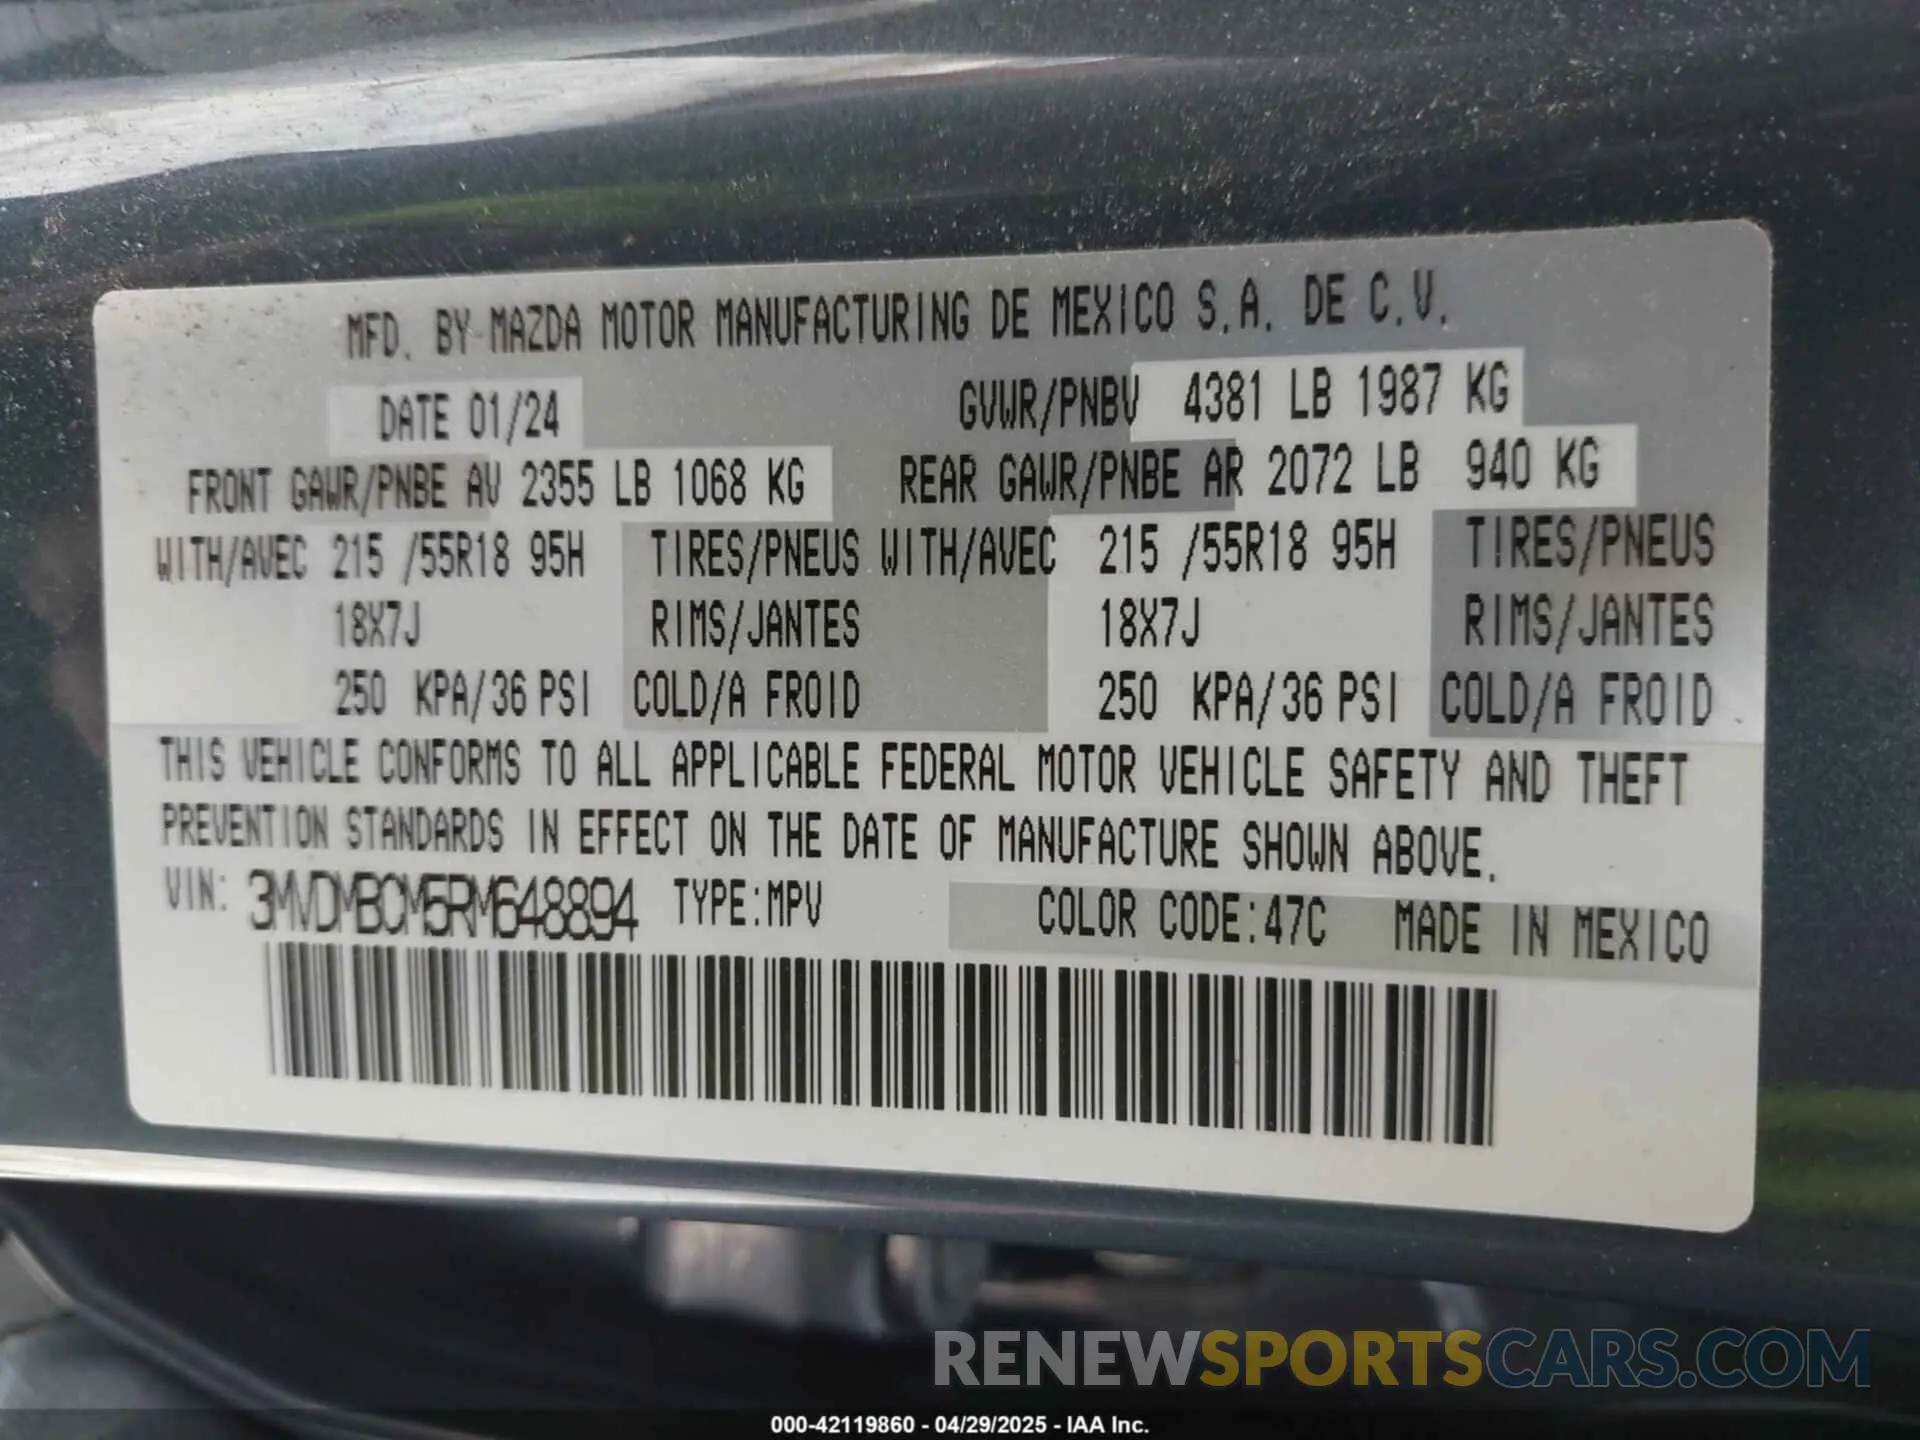 MFD. BY MAZDA MOTOR MANUFACTURING DE MEXICO S.A. DE C.V.
DATE 01/24 GVWR/PNBV 4381 LB 1987 KG
FRONT GAWR/PNBE AV 2355 LB 1068 KG REAR GAWR/PNBE AR 2072 LB 940 KG
WITH/AVEC 215 /55R18 95H TIRES/PNEUS WITH/AVEC 215 /55R18 95H TIRES/PNEUS
18X7J RIMS/JANTES 18X7J RIMS/JANTES
250 KPA/36 PSI COLD/A FROID 250 KPA/36 PSI COLD/A FROID
THIS VEHICLE CONFORMS TO ALL APPLICABLE FEDERAL MOTOR VEHICLE SAFETY AND THEFT
PREVENTION STANDARDS IN EFFECT ON THE DATE OF MANUFACTURE SHOWN ABOVE.
VIN: 3MVDMBCM5RM648894 TYPE:MPV COLOR CODE:47C MADE IN MEXICO
RENEWSPORTSCARS.COM
000-42119860 - 04/29/2025 - IAA Inc.